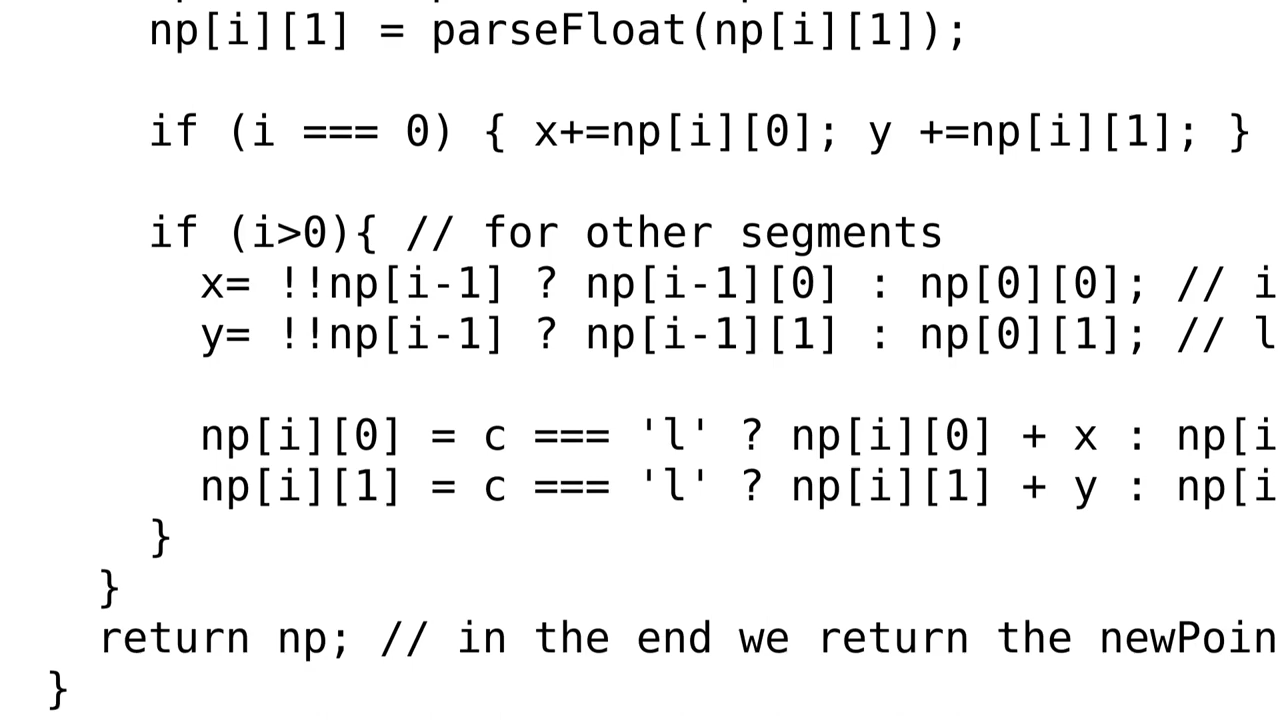 np[i][1] = parseFloat(np[i][1]);
if (i === 0) { x+=np[i][0]; y +=np[i][1]; }
if (i>0){ // for other segments
x= !!np[i-1] ? np[i-1][0] : np[0][0]; // i
y= !!np[i-1] ? np[i-1][1] : np[0][1]; // l
np[i][0] = c === 'l' ? np[i][0] + x : np[i
np[i][1] = c === 'l' ? np[i][1] + y : np[i
}
}
return np; // in the end we return the newPoin
}